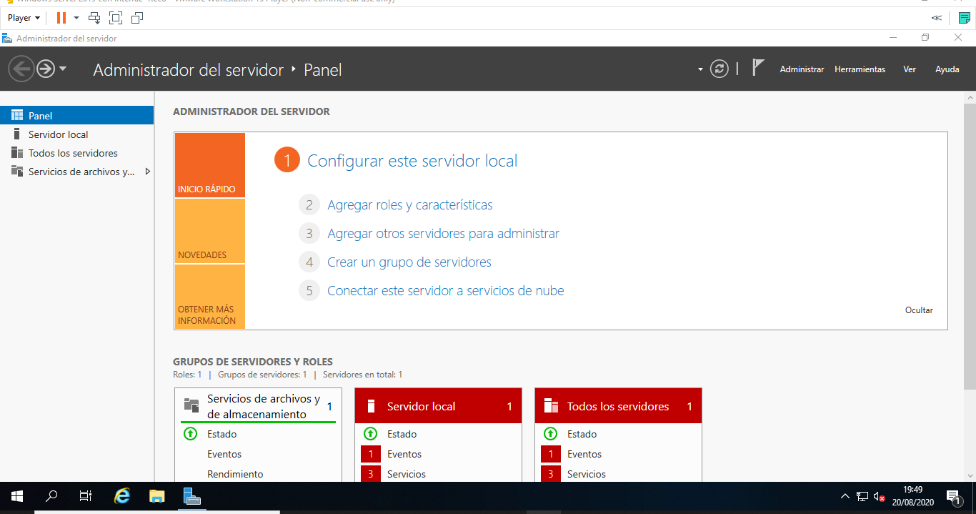 Player
Administrador del servidor
Administrador del servidor • Panel
Administrar Herramientas Ver Ayuda
Panel
Servidor local
Todos los servidores
Servicios de archivos y...
ADMINISTRADOR DEL SERVIDOR
INICIO RÁPIDO
NOVEDADES
OBTENER MÁS
INFORMACIÓN
1 Configurar este servidor local
2 Agregar roles y características
3 Agregar otros servidores para administrar
4 Crear un grupo de servidores
5 Conectar este servidor a servicios de nube
Ocultar
GRUPOS DE SERVIDORES Y ROLES
Roles: 1 | Grupos de servidores: 1 | Servidores en total: 1
Servicios de archivos y
de almacenamiento 1
Estado
Eventos
Rendimiento
Servidor local 1
Estado
1 Eventos
3 Servicios
Todos los servidores 1
Estado
1 Eventos
3 Servicios
19:49
20/08/2020
1